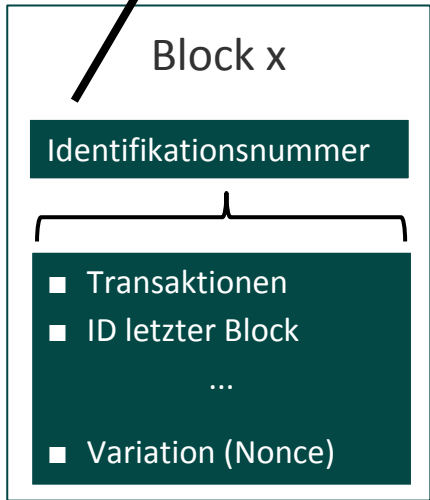 Block x
Identifikationsnummer
■ Transaktionen
■ ID letzter Block
...
■ Variation (Nonce)